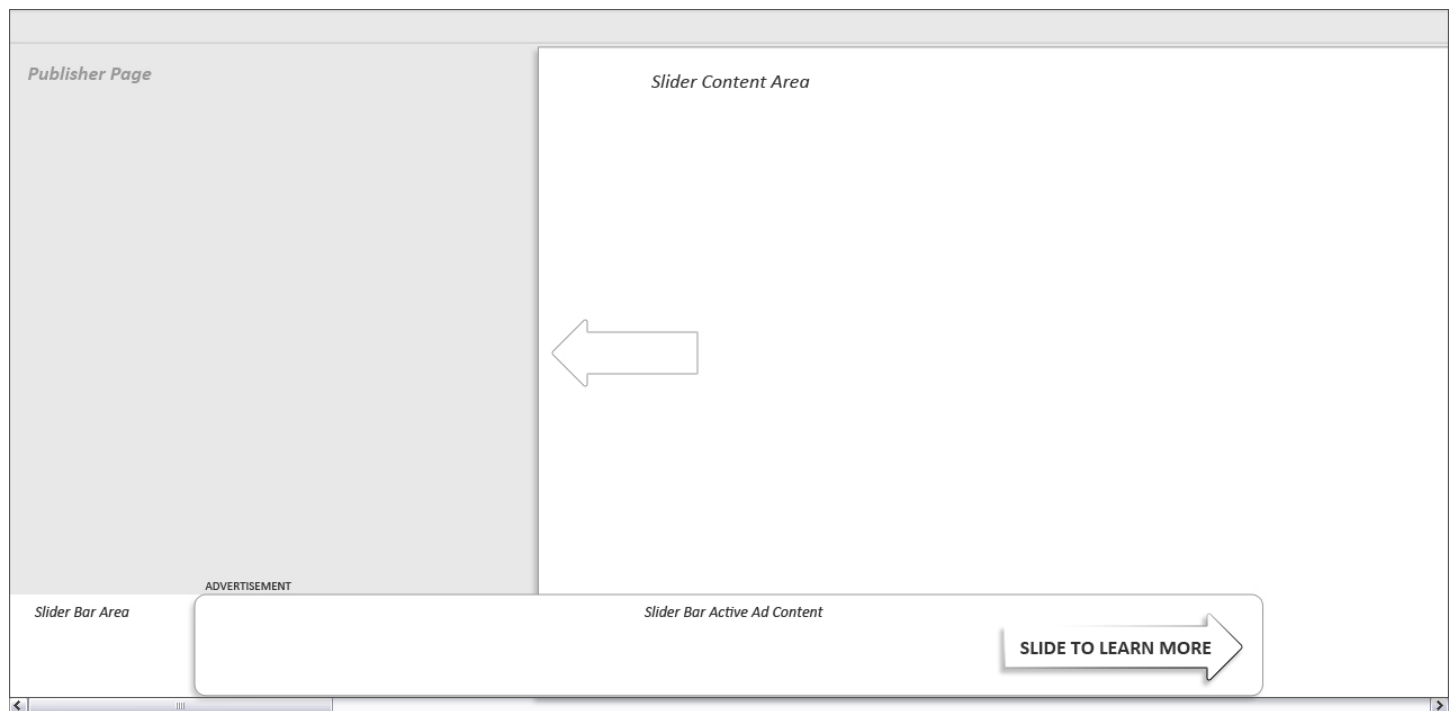 Publisher Page
Slider Content Area
ADVERTISEMENT
Slider Bar Area
Slider Bar Active Ad Content
SLIDE TO LEARN MORE